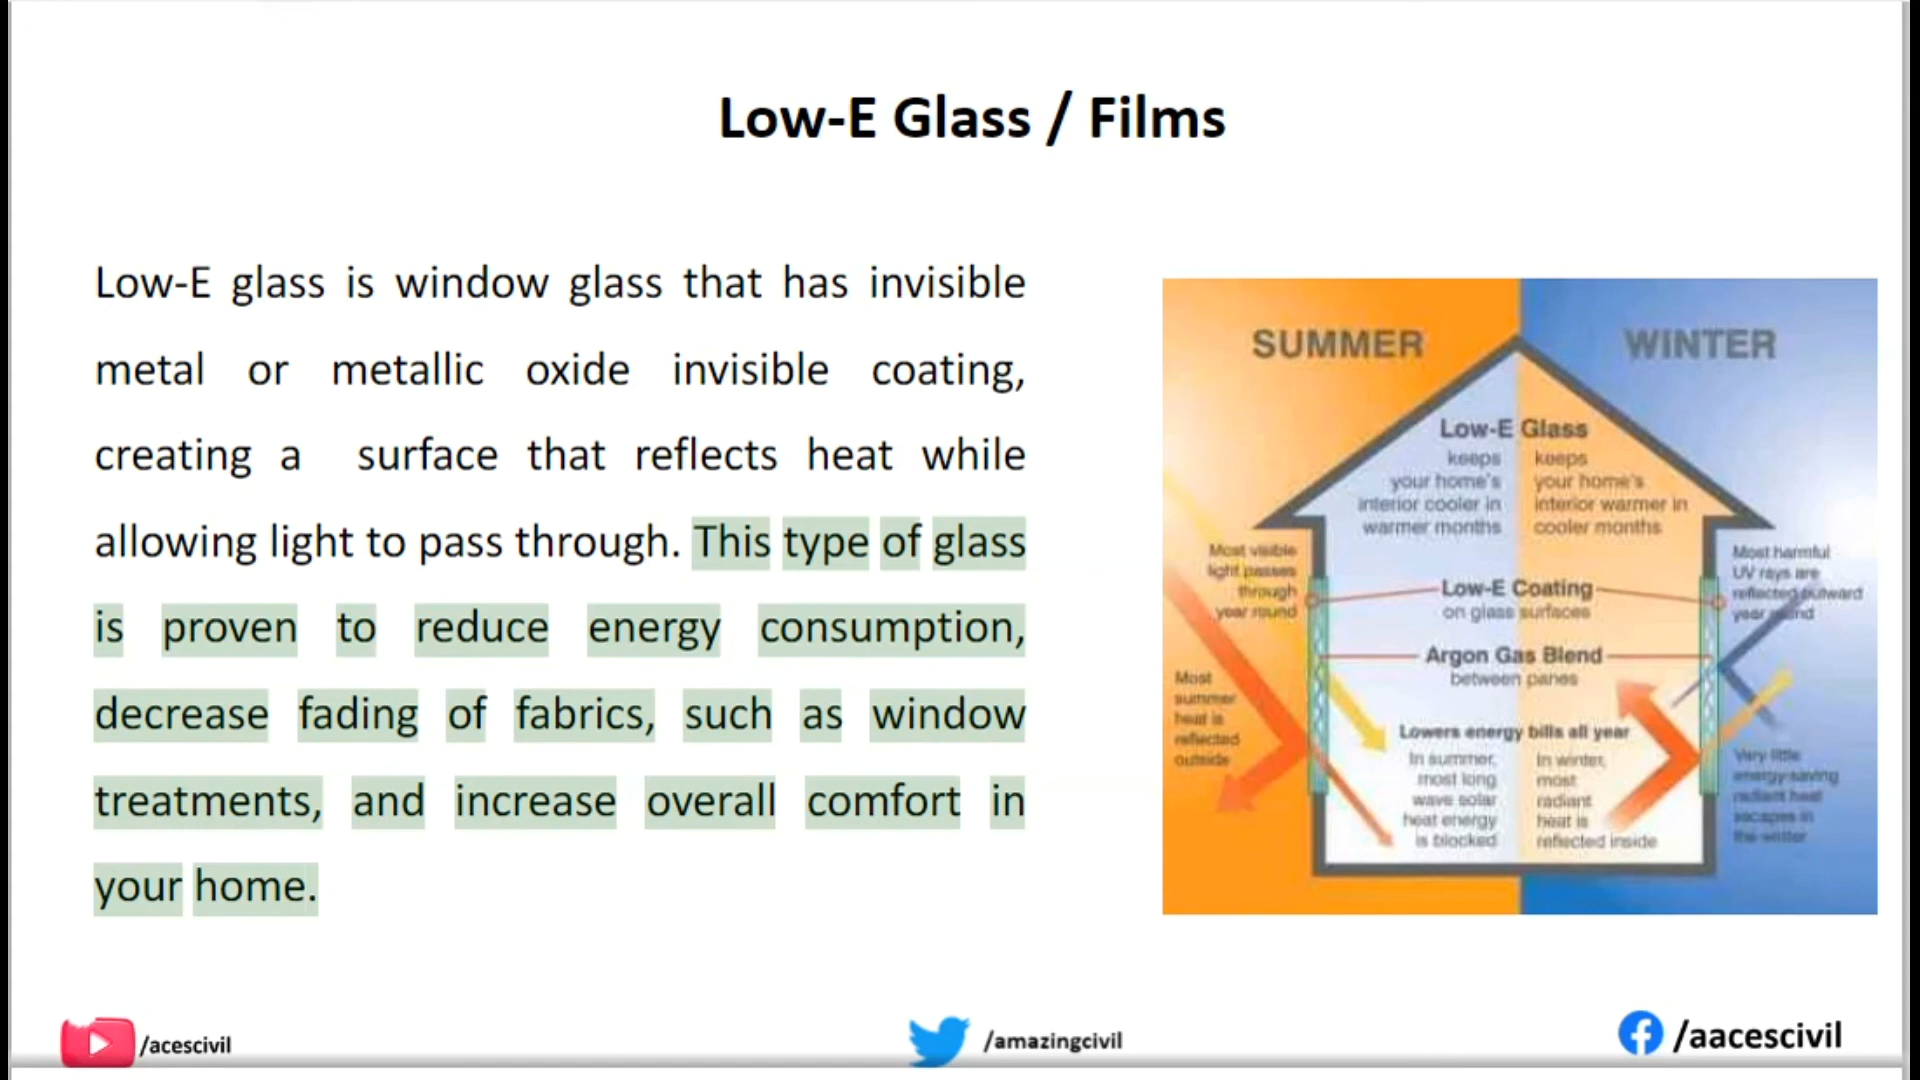 Low-E Glass / Films
Low-E glass is window glass that has invisible
metal or metallic oxide invisible coating,
creating a surface that reflects heat while
allowing light to pass through. This type of glass
is proven to reduce energy consumption,
decrease fading of fabrics, such as window
treatments, and increase overall comfort in
your home.
SUMMER
WINTER
Low-E Glass
keeps
your home's
interior cooler in
warmer months
keeps
your home's
interior warmer in
cooler months
Most visible
light passes
through
year round
Most harmful
UV rays are
reflected outward
year round
Low-E Coating
on glass surfaces
Argon Gas Blend
between panes
Most
summer
heat is
reflected
outside
Lowers energy bills all year
In summer,
most long
wave solar
heat energy
is blocked
In winter,
most
radiant
heat is
reflected inside
Very little
energy-saving
radiant heat
escapes in
the winter
/acescivil
/amazingcivil
/aacescivil